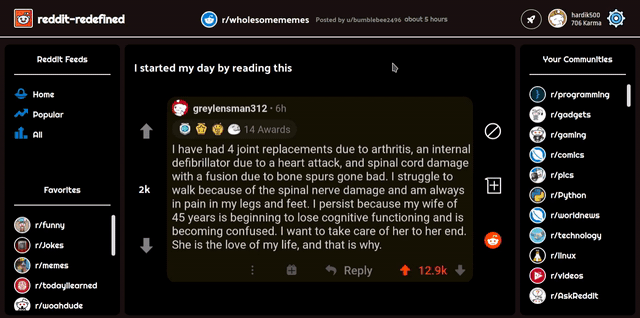 reddit-redefined
r/wholesomememes Posted by u/bumblebee2496 about 5 hours
hardik500
706 Karma
Reddit Feeds
Home
Popular
All
Favorites
r/funny
r/Jokes
r/memes
r/todayilearned
r/woahdude
I started my day by reading this
2k
greylensman312 · 6h
14 Awards
I have had 4 joint replacements due to arthritis, an internal
defibrillator due to a heart attack, and spinal cord damage
with a fusion due to bone spurs gone bad. I struggle to
walk because of the spinal nerve damage and am always
in pain in my legs and feet. I persist because my wife of
45 years is beginning to lose cognitive functioning and is
becoming confused. I want to take care of her to her end.
She is the love of my life, and that is why.
Reply 12.9k
Your Communities
r/programming
r/gadgets
r/gaming
r/comics
r/pics
r/Python
r/worldnews
r/technology
r/linux
r/videos
r/AskReddit